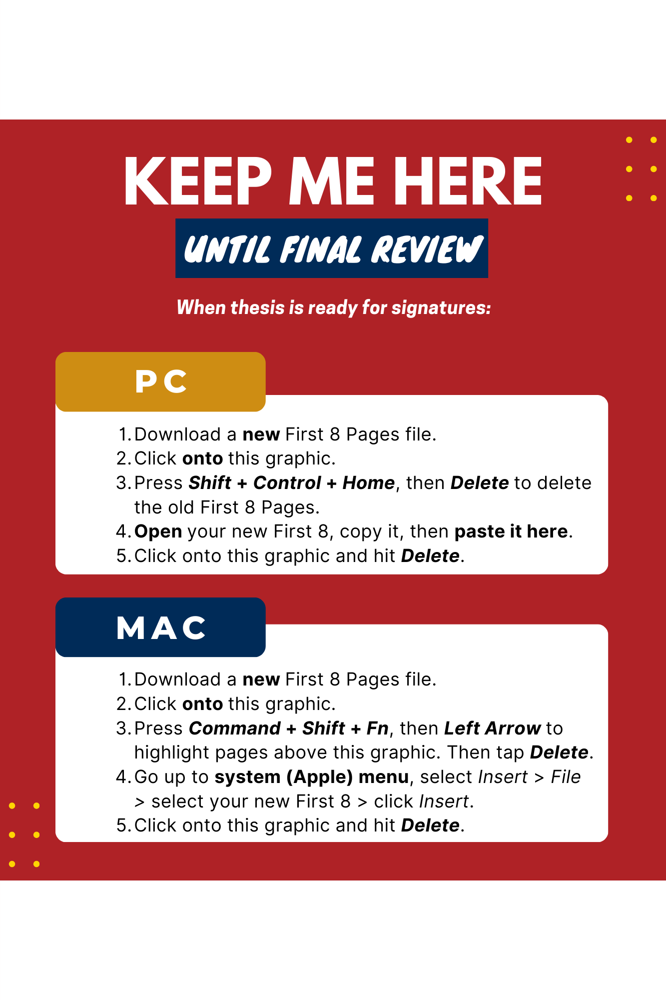 KEEP ME HERE
UNTIL FINAL REVIEW
When thesis is ready for signatures:
PC
1. Download a new First 8 Pages file.
2. Click onto this graphic.
3. Press Shift + Control + Home, then Delete to delete
the old First 8 Pages.
4. Open your new First 8, copy it, then paste it here.
5. Click onto this graphic and hit Delete.
MAC
1. Download a new First 8 Pages file.
2. Click onto this graphic.
3. Press Command + Shift + Fn, then Left Arrow to
highlight pages above this graphic. Then tap Delete.
4. Go up to system (Apple) menu, select Insert > File
> select your new First 8 > click Insert.
5. Click onto this graphic and hit Delete.